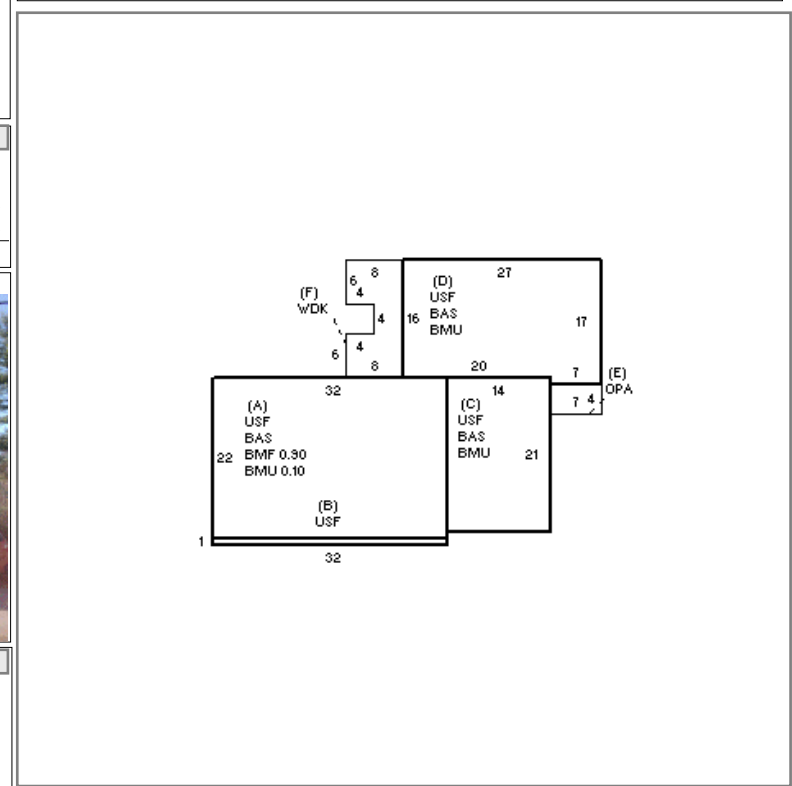 8
27
6
4
(F)
WDK
4
(D)
USF
BAS
BMU
16
17
6
4
8
20
7
(E)
OPA
7 4
32
14
(A)
USF
BAS
BMF 0.90
BMU 0.10
22
(C)
USF
BAS
BMU
21
(B)
USF
1
32